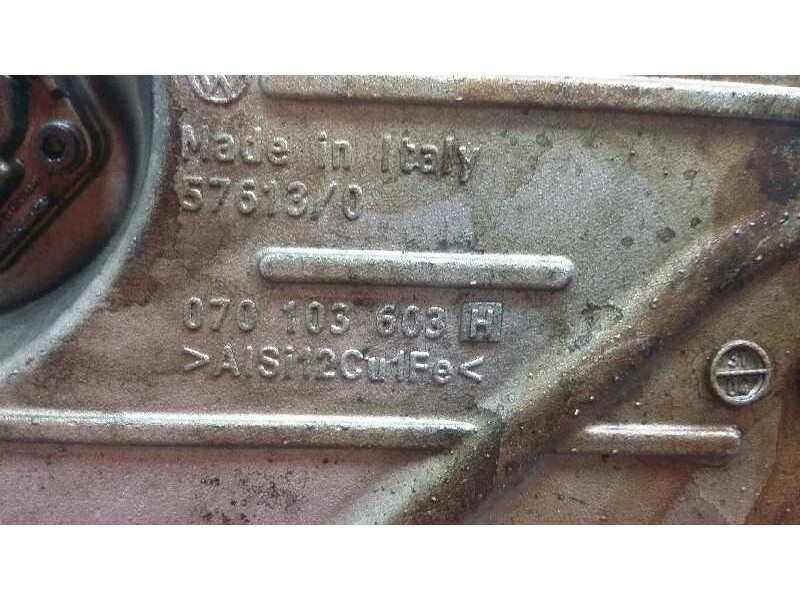 Made in Italy
57613/0
070 103 603 H
>AlSi12Cu1Fe<